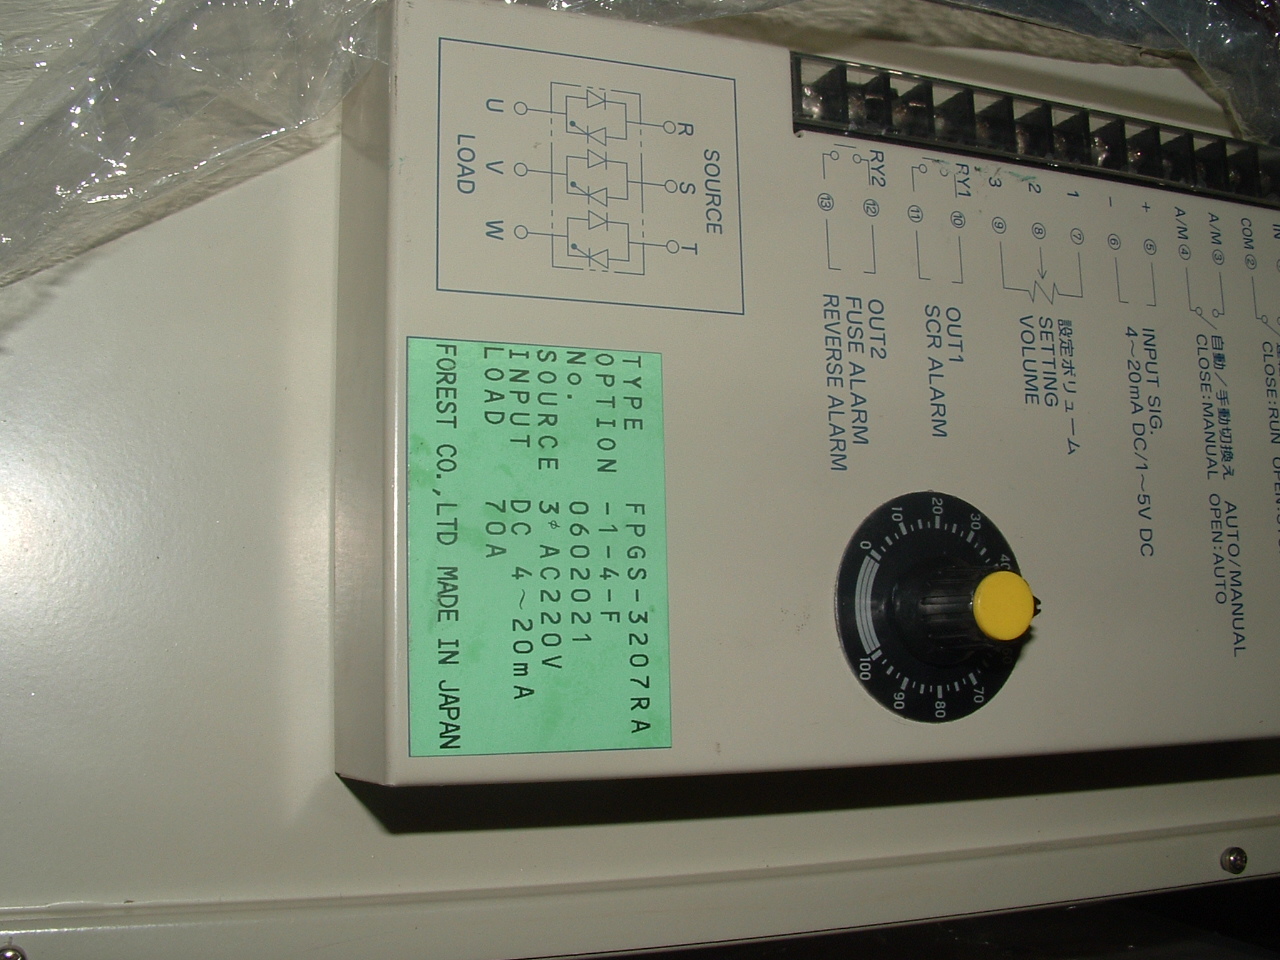 COM ②
CLOSE:RUN
A/M ③
A/M ④
自動/手動切換え AUTO/MANUAL
CLOSE:MANUAL OPEN:AUTO
+ ⑤
- ⑥
INPUT SIG.
4~20mA DC/1~5V DC
1 ⑦
2 ⑧
3 ⑨
設定ボリューム
SETTING
VOLUME
RY1 ⑩
⑪
OUT1
SCR ALARM
RY2 ⑫
⑬
OUT2
FUSE ALARM
REVERSE ALARM
SOURCE
R S T
U V W
LOAD
0 10 20 30 70 80 90 100
TYPE FPGS-3207RA
OPTION -1-4-F
NO. 0602021
SOURCE 3φ AC220V
INPUT DC 4~20mA
LOAD 70A
FOREST CO.,LTD MADE IN JAPAN